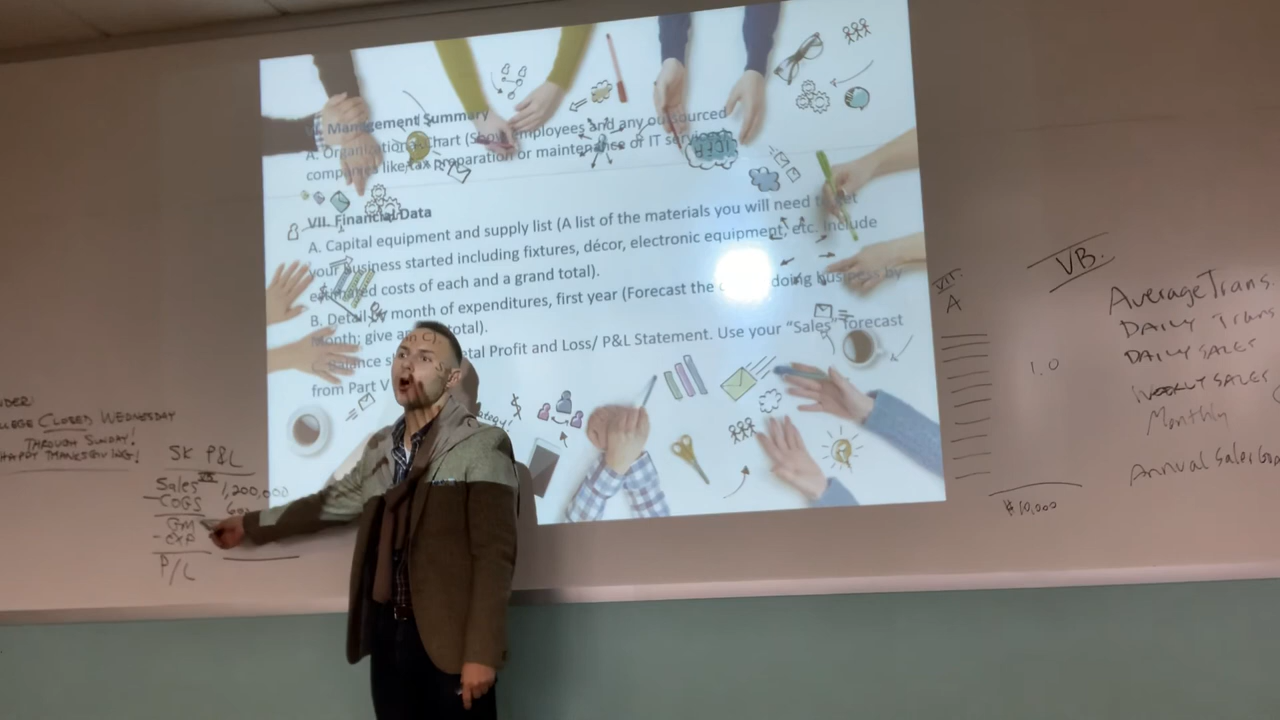 Management Summary
A. Organizational Chart (Show employees and any outsourced
companies like tax preparation or maintenance or IT services
VII. Financial Data
A. Capital equipment and supply list (A list of the materials you will need to get
your business started including fixtures, décor, electronic equipment, etc. Include
estimated costs of each and a grand total).
B. Detail by month of expenditures, first year (Forecast the doing business by
month; give an total).
C. Balance Profit and Loss/ P&L Statement. Use your “Sales” forecast
from Part V
CLOSED WEDNESDAY
THROUGH SUNDAY!
HAPPY THANKSGIVING!
SK P&L
Sales 1,200,000
- COGS
GM
- EXP
P/L
VII.
A
VB.
1.0
$10,000
Average Trans.
DAILY Trans
DAILY SALES
WEEKLY SALES
Monthly
Annual Sales Goa